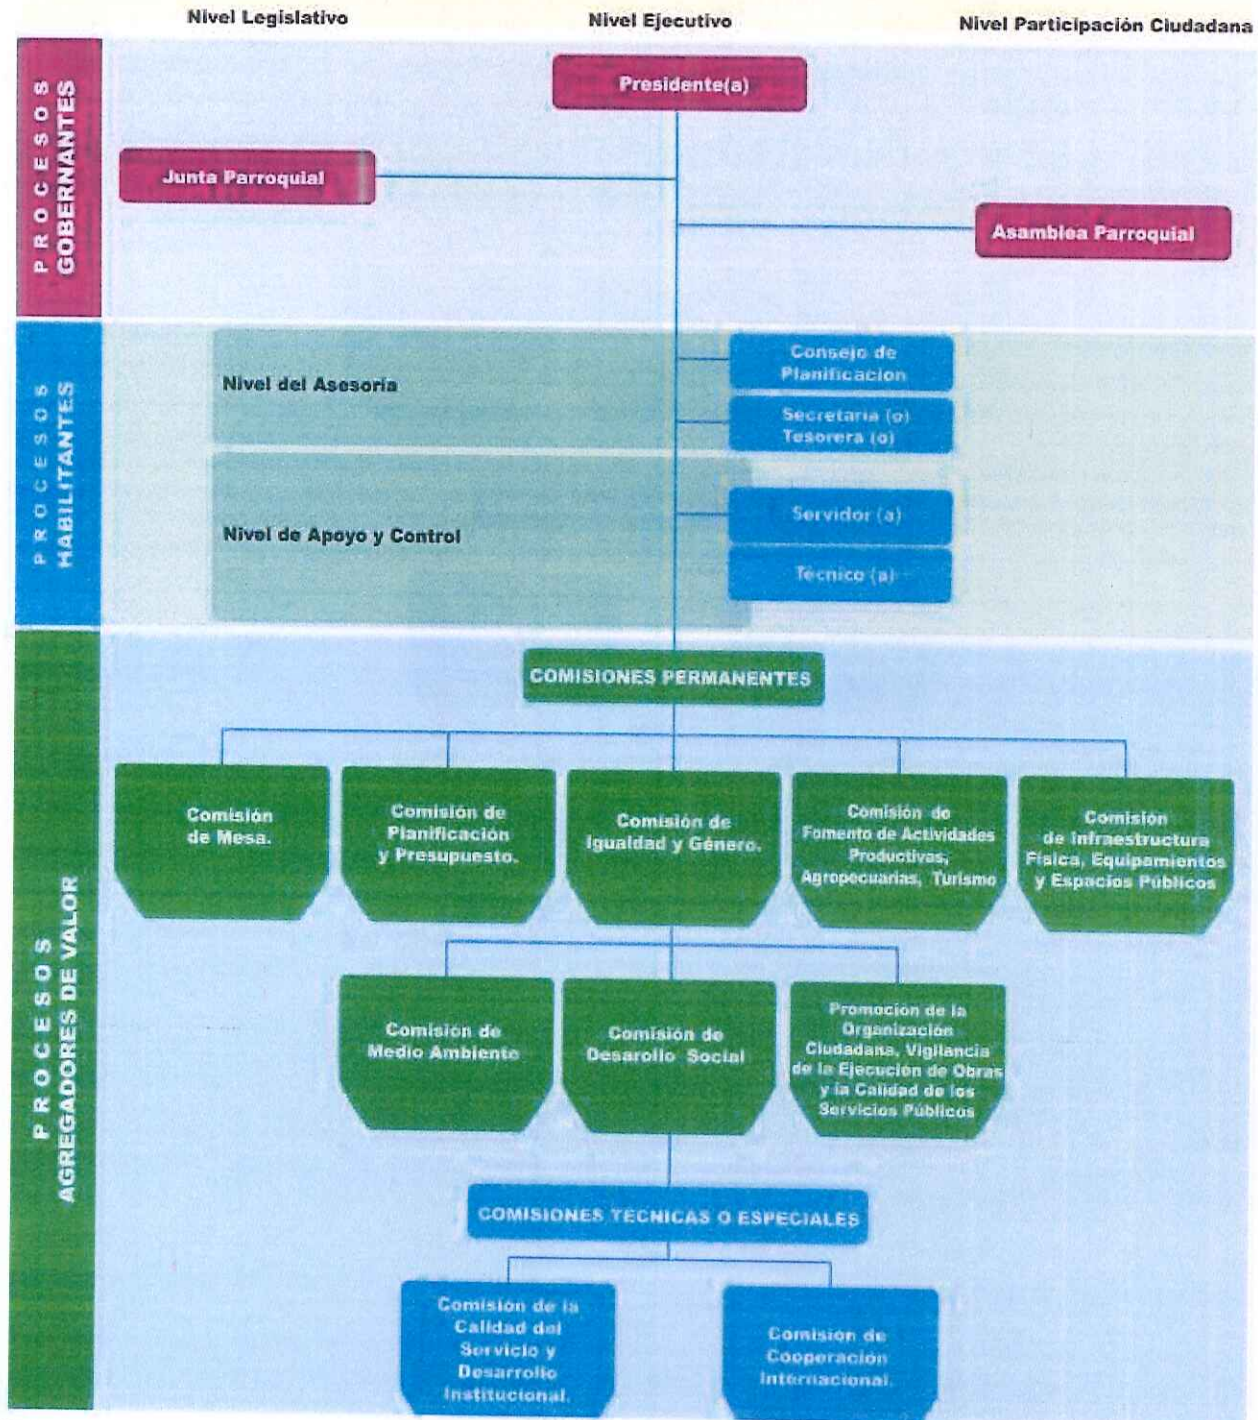 Nivel Legislativo
Nivel Ejecutivo
Nivel Participación Ciudadana
PROCESOS
GOBERNANTES
Presidente(a)
Junta Parroquial
Asamblea Parroquial
PROCESOS
HABILITANTES
Nivel del Asesoría
Consejo de
Planificacion
Secretaria (o)
Tesorera (o)
Nivel de Apoyo y Control
Servidor (a)
Técnico (a)
PROCESOS
AGREGADORES DE VALOR
COMISIONES PERMANENTES
Comisión
de Mesa.
Comisión de
Planificación
y Presupuesto.
Comisión de
Igualdad y Género.
Comisión de
Fomento de Actividades
Productivas,
Agropecuarias, Turismo
Comisión
de Infraestructura
Física, Equipamientos
y Espacios Públicos
Comisión de
Medio Ambiente
Comisión de
Desarollo Social
Promoción de la
Organización
Ciudadana, Vigilancia
de la Ejecución de Obras
y la Calidad de los
Servicios Públicos
COMISIONES TECNICAS O ESPECIALES
Comisión de la
Calidad del
Servicio y
Desarrollo
Institucional.
Comisión de
Cooperación
Internacional.